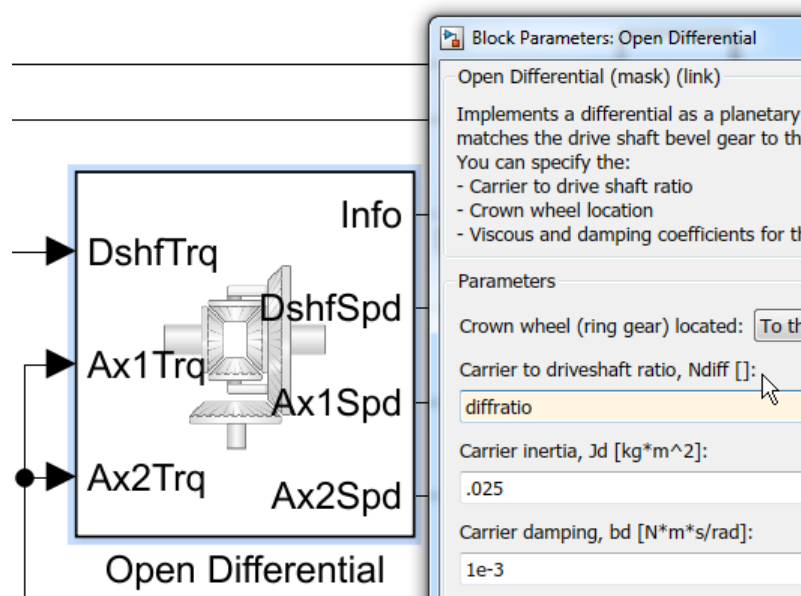 Block Parameters: Open Differential
Open Differential (mask) (link)
Implements a differential as a planetary
matches the drive shaft bevel gear to
You can specify the:
- Carrier to drive shaft ratio
- Crown wheel location
- Viscous and damping coefficients for
Parameters
Crown wheel (ring gear) located: To
Carrier to driveshaft ratio, Ndiff []:
diffratio
Carrier inertia, Jd [kg*m^2]:
.025
Carrier damping, bd [N*m*s/rad]:
1e-3
Info
DshfTrq
DshfSpd
Ax1Trq
Ax1Spd
Ax2Trq
Ax2Spd
Open Differential